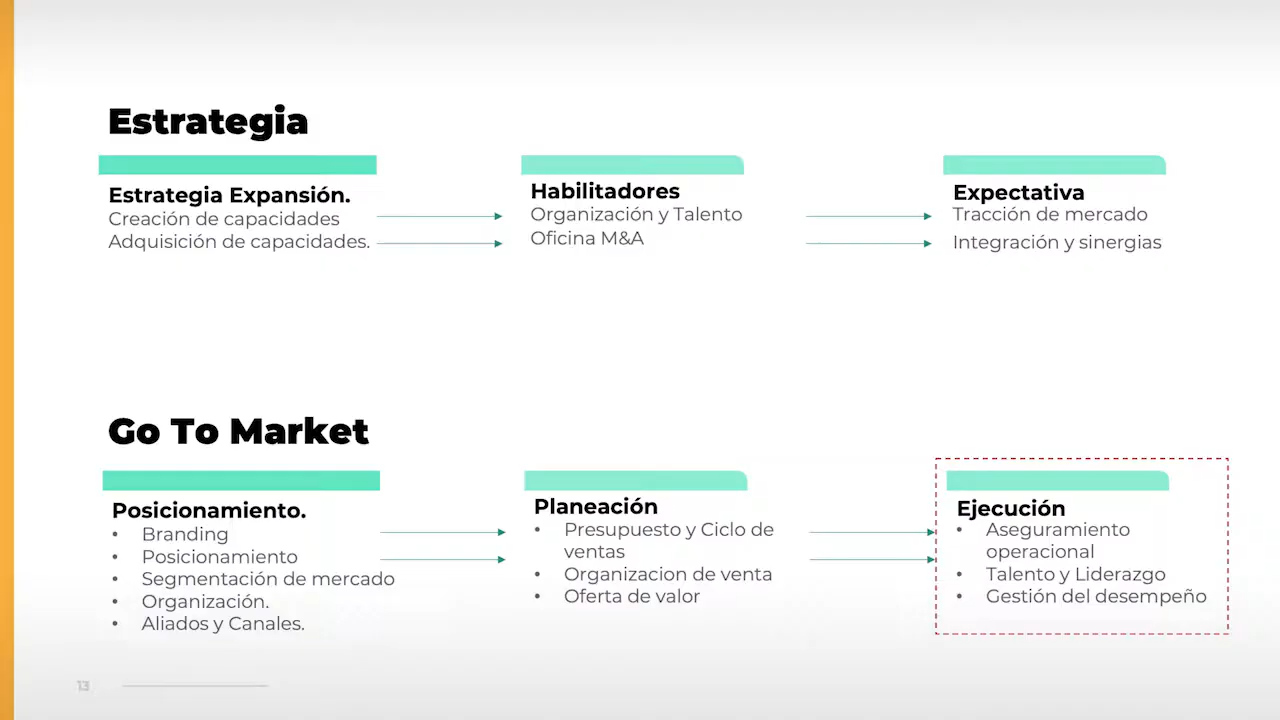 Estrategia
Estrategia Expansión.
Creación de capacidades
Adquisición de capacidades.
Habilitadores
Organización y Talento
Oficina M&A
Expectativa
Tracción de mercado
Integración y sinergias
Go To Market
Posicionamiento.
• Branding
• Posicionamiento
• Segmentación de mercado
• Organización.
• Aliados y Canales.
Planeación
• Presupuesto y Ciclo de
ventas
• Organizacion de venta
• Oferta de valor
Ejecución
• Aseguramiento
operacional
• Talento y Liderazgo
• Gestión del desempeño
13